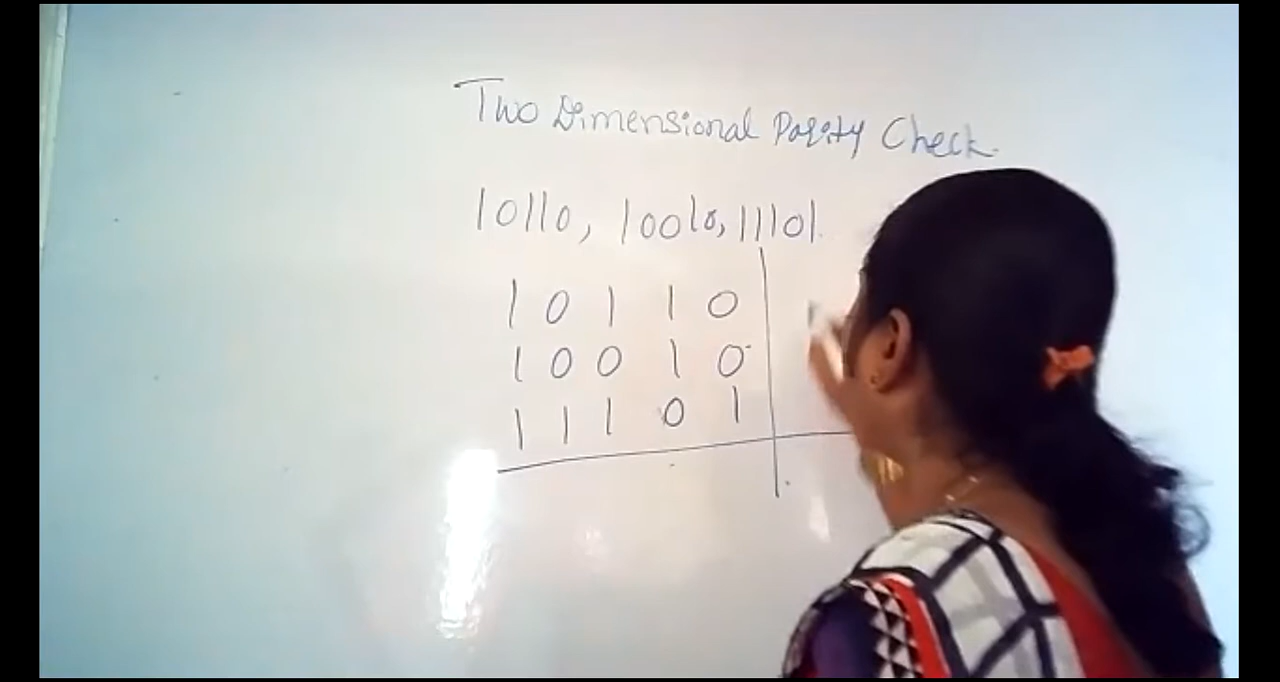 Two Dimensional Parity Check.
10110, 10010, 11101.
1 0 1 1 0
1 0 0 1 0
1 1 1 0 1